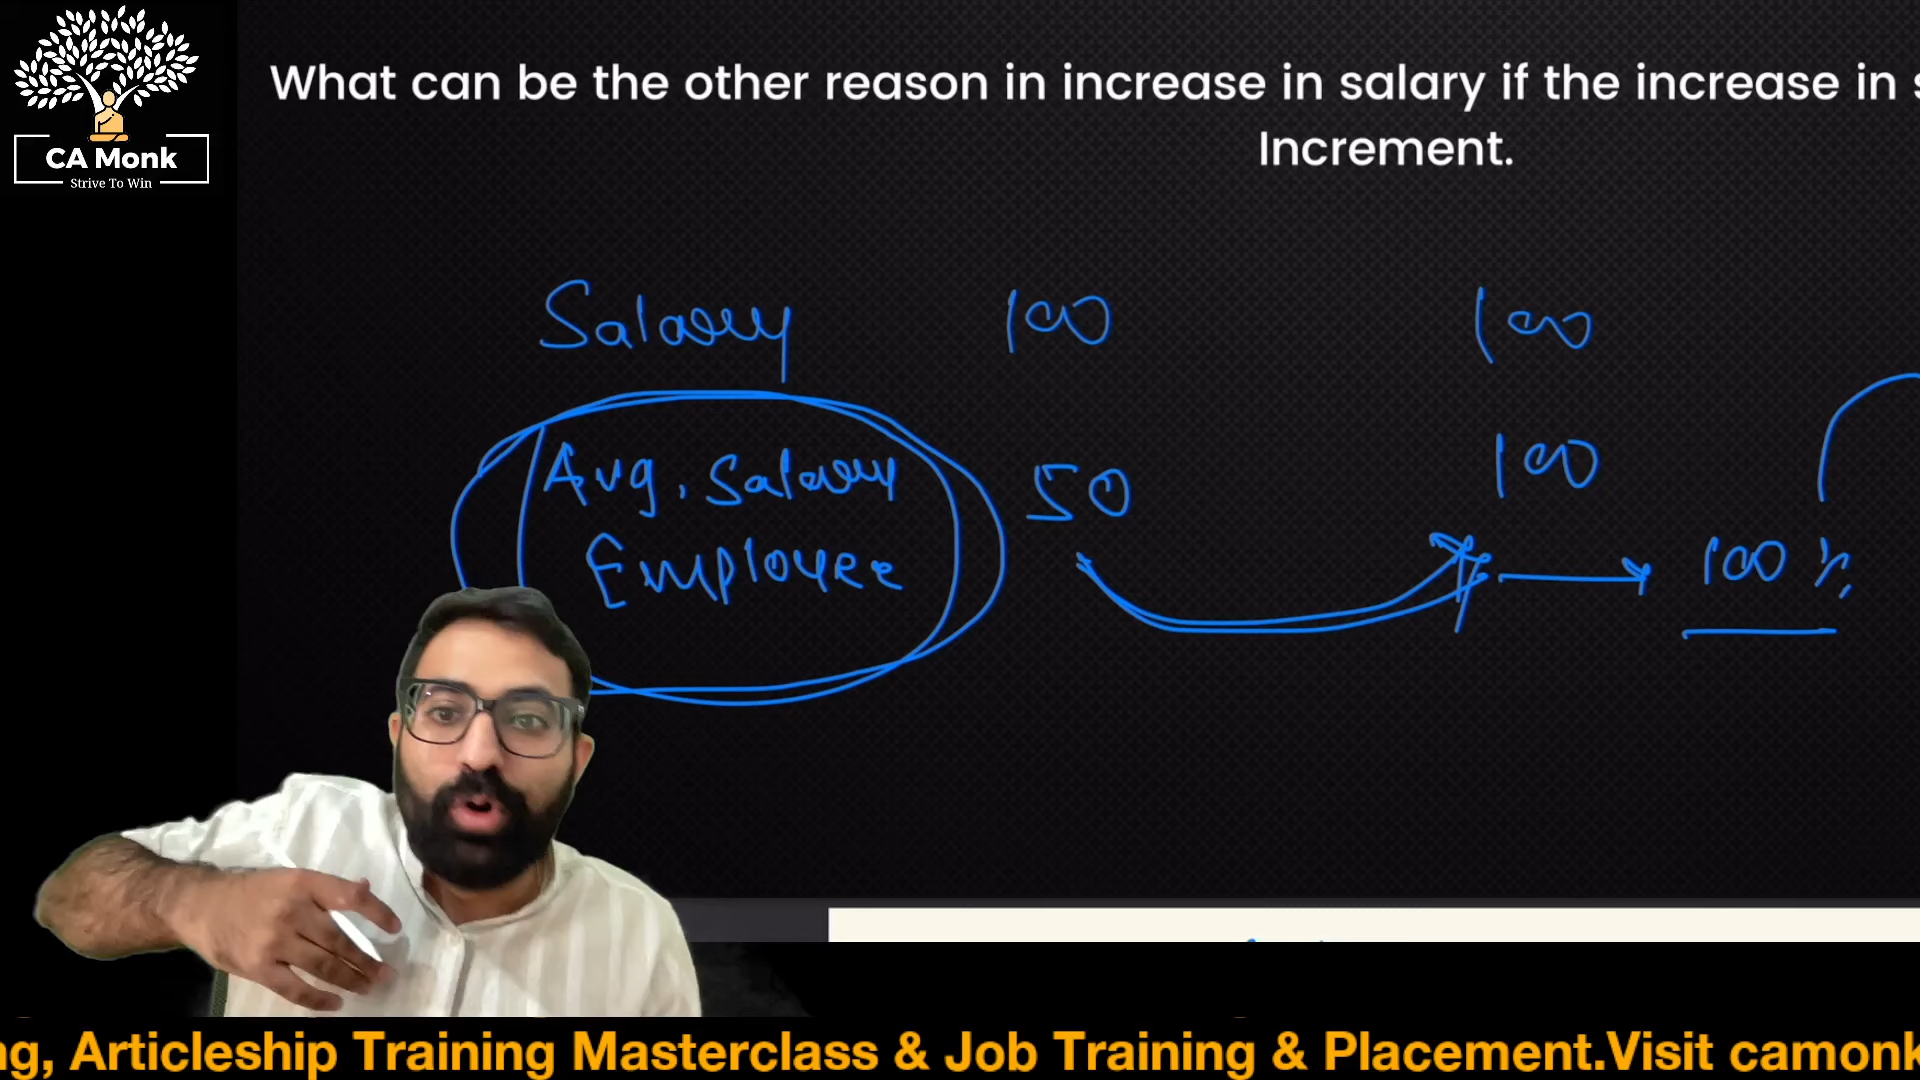 CA Monk
Strive To Win
What can be the other reason in increase in salary if the increase in s
Increment.
Salary 100 100
Avg. Salary 50 100
Employee 100 %
ng, Articleship Training Masterclass & Job Training & Placement.Visit camonk